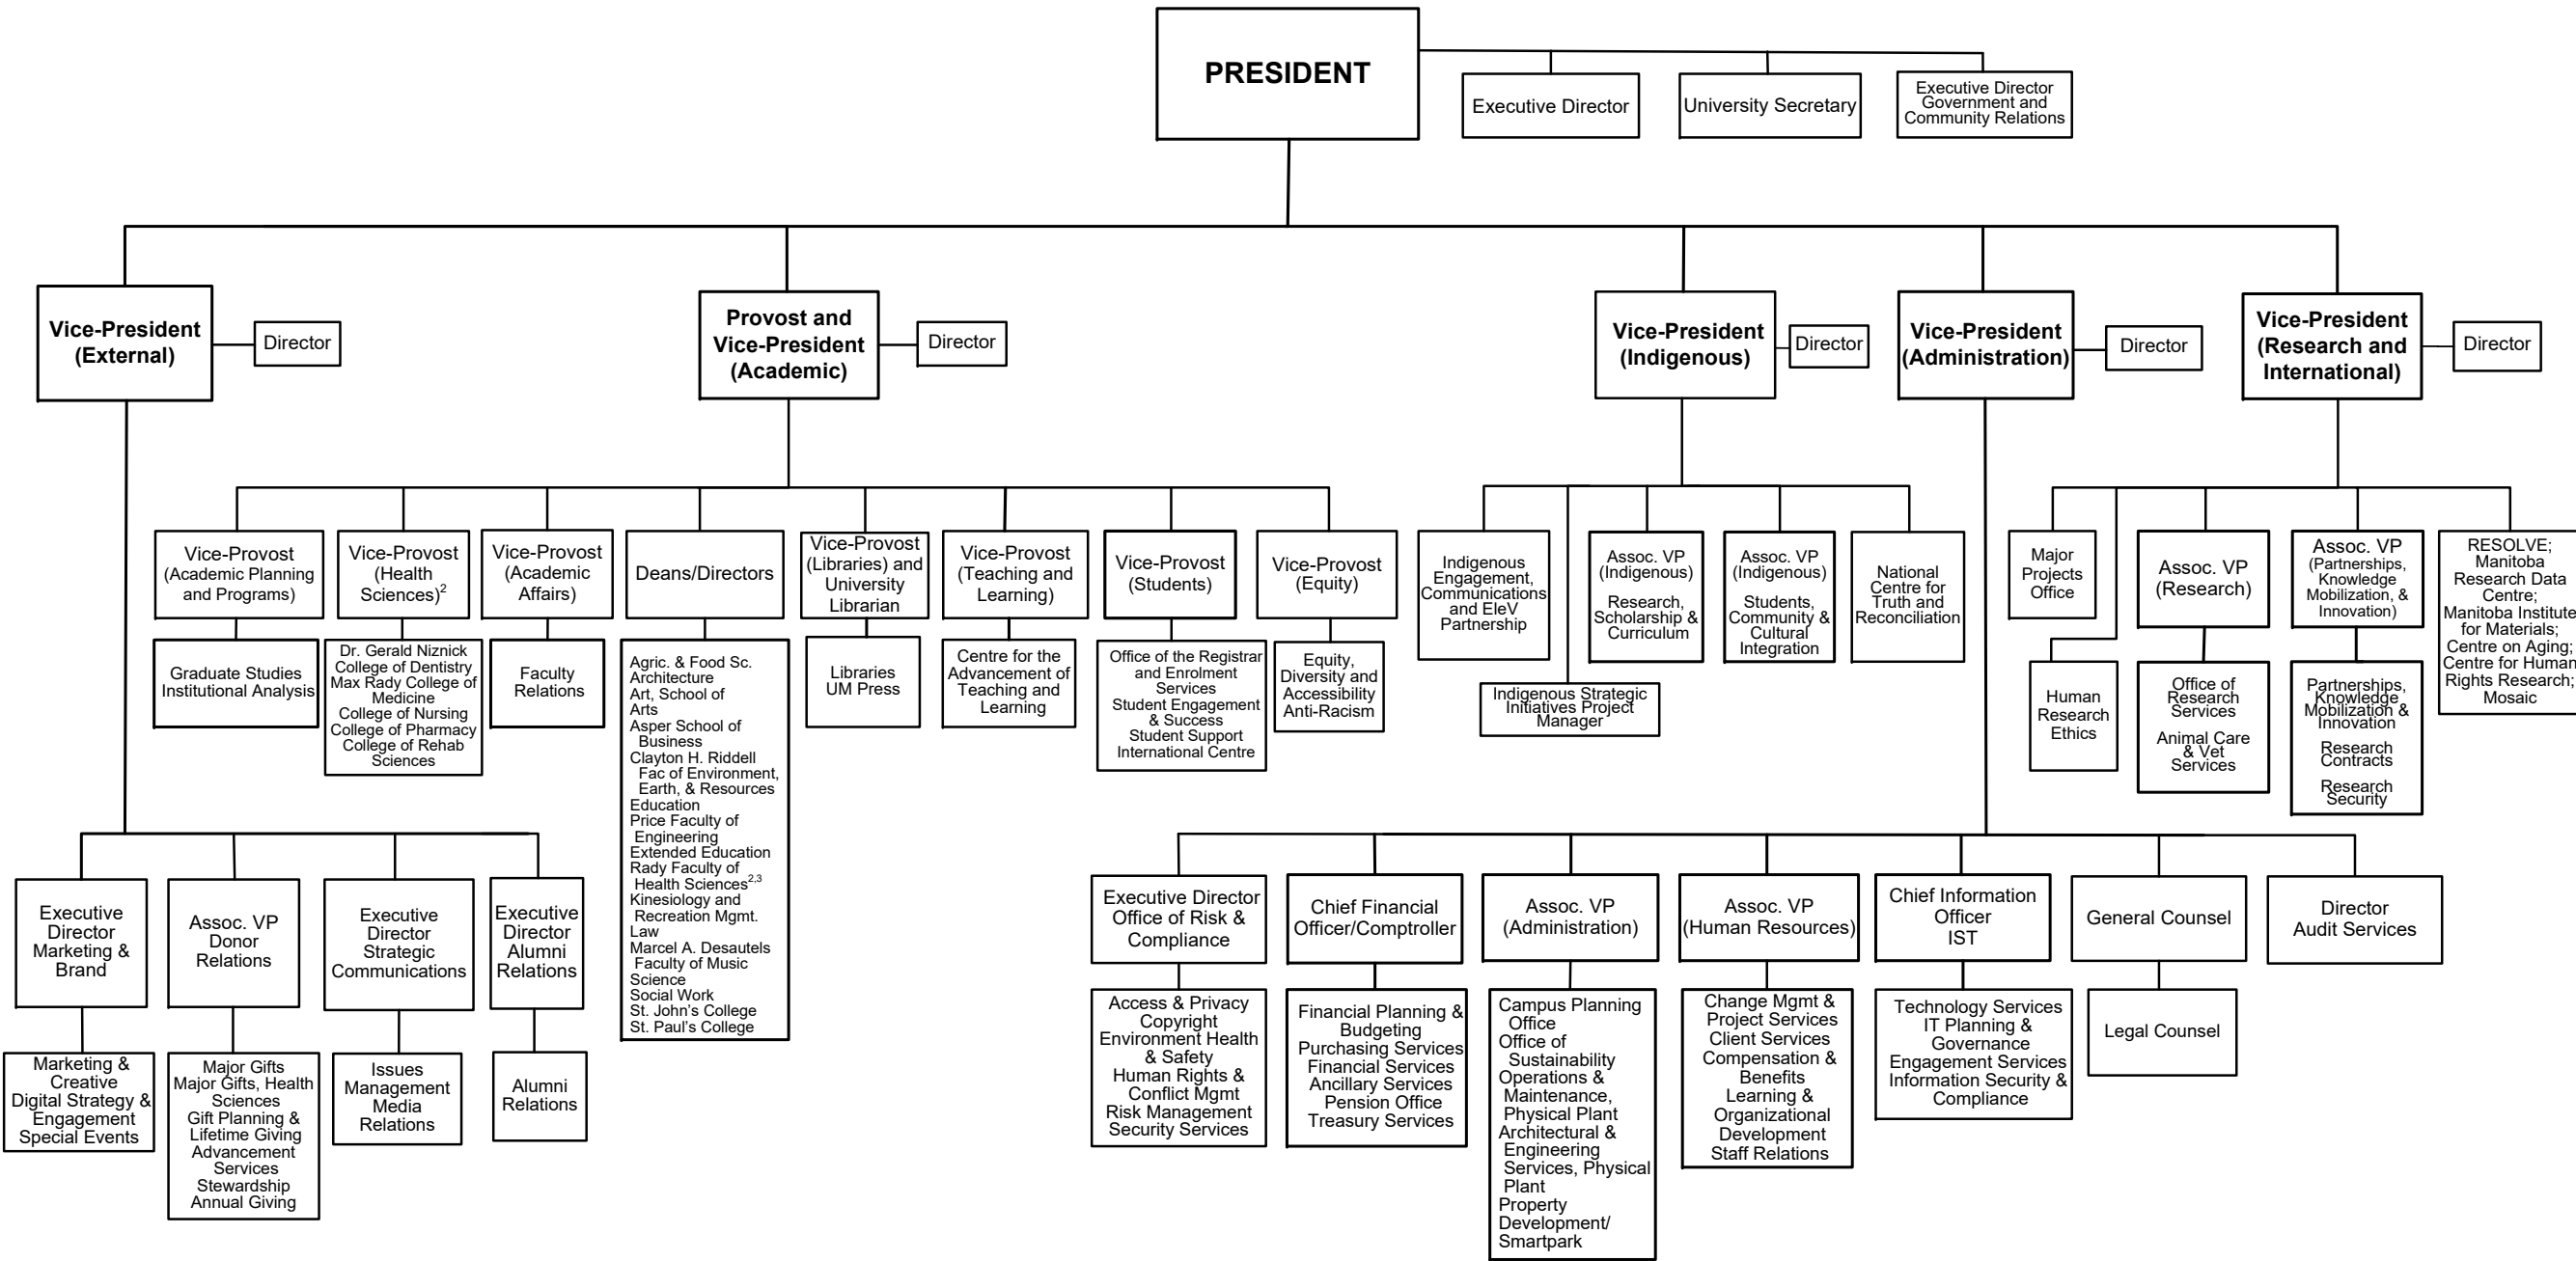 PRESIDENT
Executive Director
University Secretary
Executive Director
Government and
Community Relations
Vice-President
(External)
Director
Provost and
Vice-President
(Academic)
Director
Vice-President
(Indigenous)
Director
Vice-President
(Administration)
Director
Vice-President
(Research and
International)
Director
Vice-Provost
(Academic Planning
and Programs)
Graduate Studies
Institutional Analysis
Vice-Provost
(Health
Sciences)2
Dr. Gerald Niznick
College of Dentistry
Max Rady College of
Medicine
College of Nursing
College of Pharmacy
College of Rehab
Sciences
Vice-Provost
(Academic
Affairs)
Faculty
Relations
Deans/Directors
Agric. & Food Sc.
Architecture
Art, School of
Arts
Asper School of
Business
Clayton H. Riddell
Fac of Environment,
Earth, & Resources
Education
Price Faculty of
Engineering
Extended Education
Rady Faculty of
Health Sciences2,3
Kinesiology and
Recreation Mgmt.
Law
Marcel A. Desautels
Faculty of Music
Science
Social Work
St. John's College
St. Paul's College
Vice-Provost
(Libraries) and
University
Librarian
Libraries
UM Press
Vice-Provost
(Teaching and
Learning)
Centre for the
Advancement of
Teaching and
Learning
Vice-Provost
(Students)
Office of the Registrar
and Enrolment
Services
Student Engagement
& Success
Student Support
International Centre
Vice-Provost
(Equity)
Equity,
Diversity and
Accessibility
Anti-Racism
Indigenous
Engagement,
Communications
and EleV
Partnership
Indigenous Strategic
Initiatives Project
Manager
Assoc. VP
(Indigenous)
Research,
Scholarship &
Curriculum
Assoc. VP
(Indigenous)
Students,
Community &
Cultural
Integration
National
Centre for
Truth and
Reconciliation
Major
Projects
Office
Human
Research
Ethics
Assoc. VP
(Research)
Office of
Research
Services
Animal Care
& Vet
Services
Assoc. VP
(Partnerships,
Knowledge
Mobilization, &
Innovation)
Partnerships,
Knowledge
Mobilization &
Innovation
Research
Contracts
Research
Security
RESOLVE;
Manitoba
Research Data
Centre;
Manitoba Institute
for Materials;
Centre on Aging;
Centre for Human
Rights Research;
Mosaic
Executive
Director
Marketing &
Brand
Marketing &
Creative
Digital Strategy &
Engagement
Special Events
Assoc. VP
Donor
Relations
Major Gifts
Major Gifts, Health
Sciences
Gift Planning &
Lifetime Giving
Advancement
Services
Stewardship
Annual Giving
Executive
Director
Strategic
Communications
Issues
Management
Media
Relations
Executive
Director
Alumni
Relations
Alumni
Relations
Executive Director
Office of Risk &
Compliance
Access & Privacy
Copyright
Environment Health
& Safety
Human Rights &
Conflict Mgmt
Risk Management
Security Services
Chief Financial
Officer/Comptroller
Financial Planning &
Budgeting
Purchasing Services
Financial Services
Ancillary Services
Pension Office
Treasury Services
Assoc. VP
(Administration)
Campus Planning
Office
Office of
Sustainability
Operations &
Maintenance,
Physical Plant
Architectural &
Engineering
Services, Physical
Plant
Property
Development/
Smartpark
Assoc. VP
(Human Resources)
Change Mgmt &
Project Services
Client Services
Compensation &
Benefits
Learning &
Organizational
Development
Staff Relations
Chief Information
Officer
IST
Technology Services
IT Planning &
Governance
Engagement Services
Information Security &
Compliance
General Counsel
Legal Counsel
Director
Audit Services